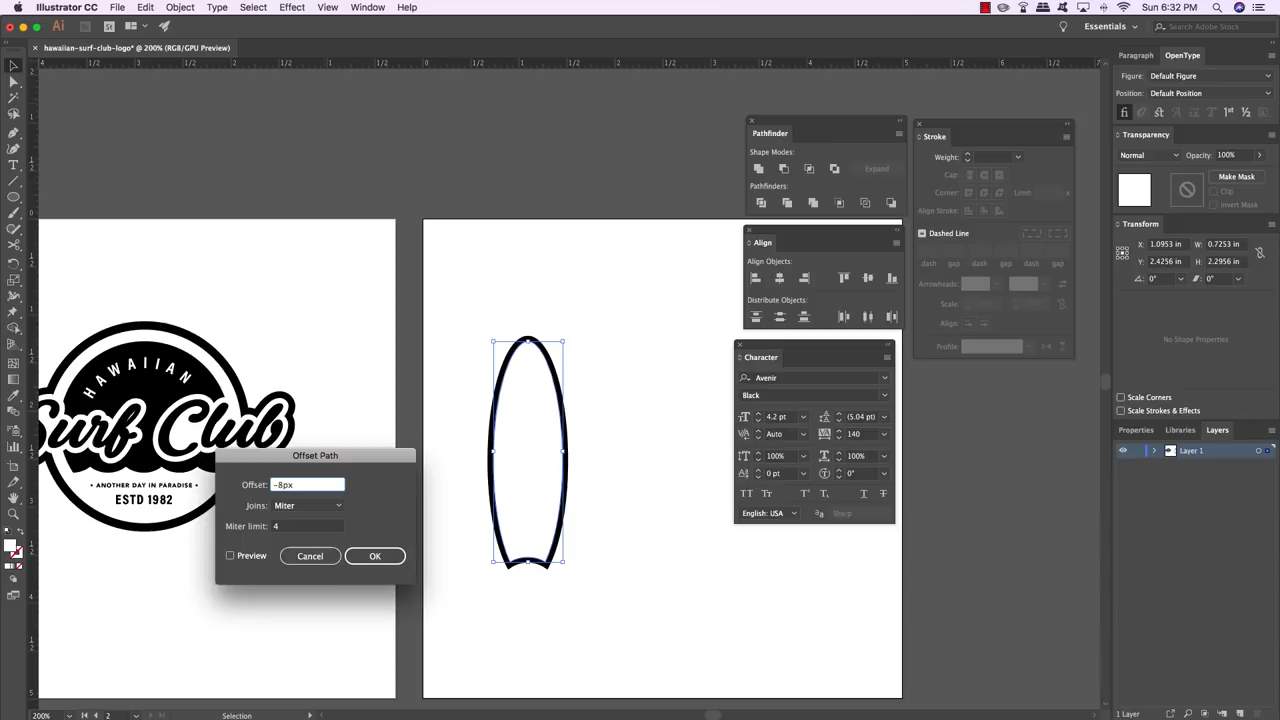 Illustrator CC File Edit Object Type Select Effect View Window Help Sun 6:32 PM
Ai Br St Essentials Search Adobe Stock
hawaiian-surf-club-logo* @ 200% (RGB/GPU Preview)
Paragraph OpenType
Figure: Default Figure
Position: Default Position
Transparency
Normal Opacity: 100%
Make Mask
Clip
Invert Mask
Transform
X: 1.0953 in W: 0.7253 in
Y: 2.4256 in H: 2.2956 in
0° 0°
No Shape Properties
Scale Corners
Scale Strokes & Effects
Properties Libraries Layers
Layer 1
1 Layer
Pathfinder
Shape Modes:
Expand
Pathfinders:
Align
Align Objects:
Distribute Objects:
Character
Avenir
Black
4.2 pt (5.04 pt)
Auto 140
100% 100%
0 pt 0°
English: USA Sharp
Stroke
Weight:
Cap:
Corner: Limit: x
Align Stroke:
Dashed Line
dash gap dash gap dash gap
Arrowheads:
Scale:
Align:
Profile:
HAWAIIAN
Surf Club
• ANOTHER DAY IN PARADISE •
ESTD 1982
Offset Path
Offset: -8px
Joins: Miter
Miter limit: 4
Preview Cancel OK
200% 2 Selection